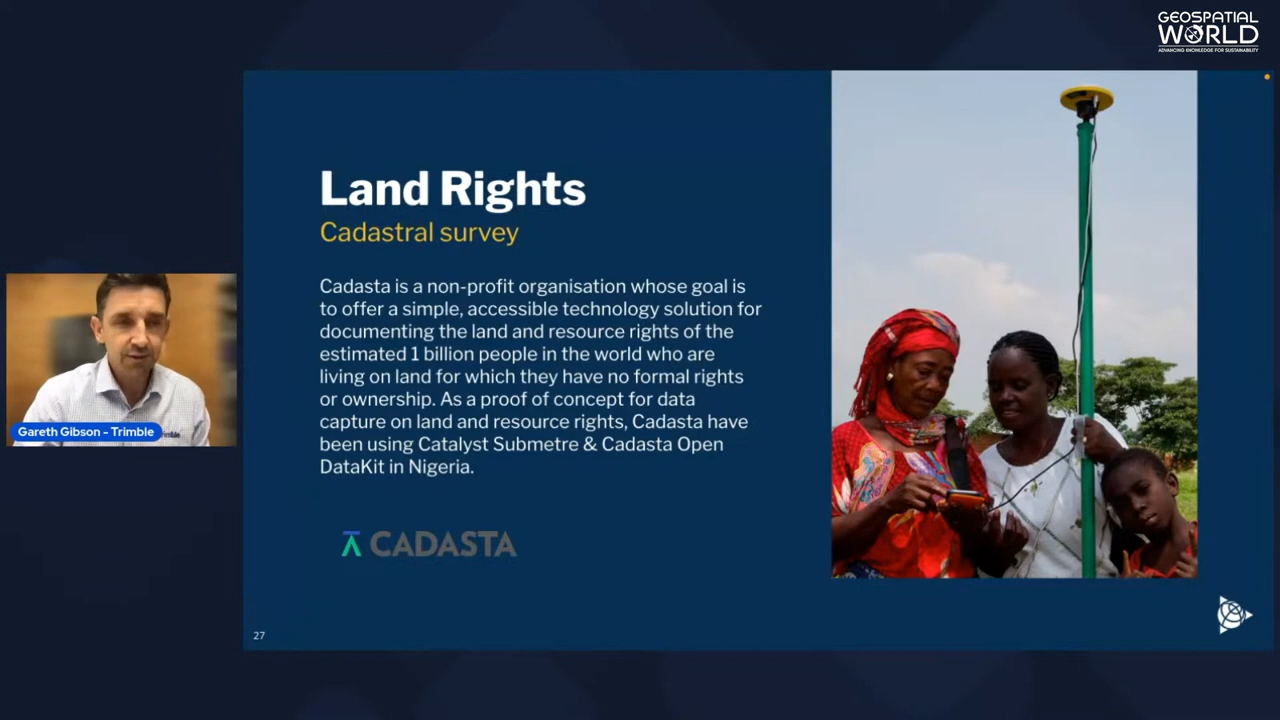 GEOSPATIAL
WORLD
ADVANCING KNOWLEDGE FOR SUSTAINABILITY
Land Rights
Cadastral survey
Cadasta is a non-profit organisation whose goal is
to offer a simple, accessible technology solution for
documenting the land and resource rights of the
estimated 1 billion people in the world who are
living on land for which they have no formal rights
or ownership. As a proof of concept for data
capture on land and resource rights, Cadasta have
been using Catalyst Submetre & Cadasta Open
DataKit in Nigeria.
CADASTA
Gareth Gibson - Trimble
27